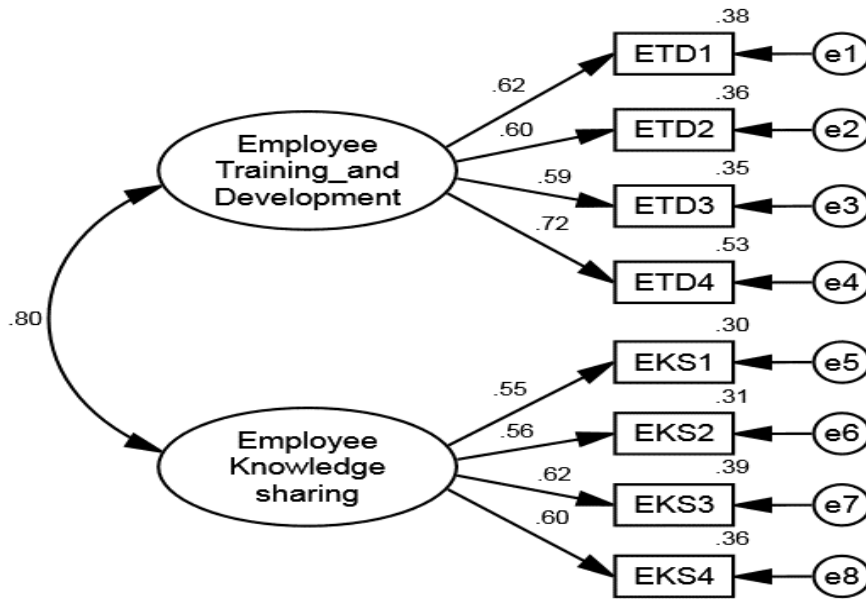 .38
ETD1
e1
.62
.36
Employee
Training_and
Development
.60
ETD2
e2
.35
.59
ETD3
e3
.72
.53
ETD4
e4
.80
.30
EKS1
e5
.55
.31
Employee
Knowledge
sharing
.56
EKS2
e6
.39
.62
EKS3
e7
.60
.36
EKS4
e8